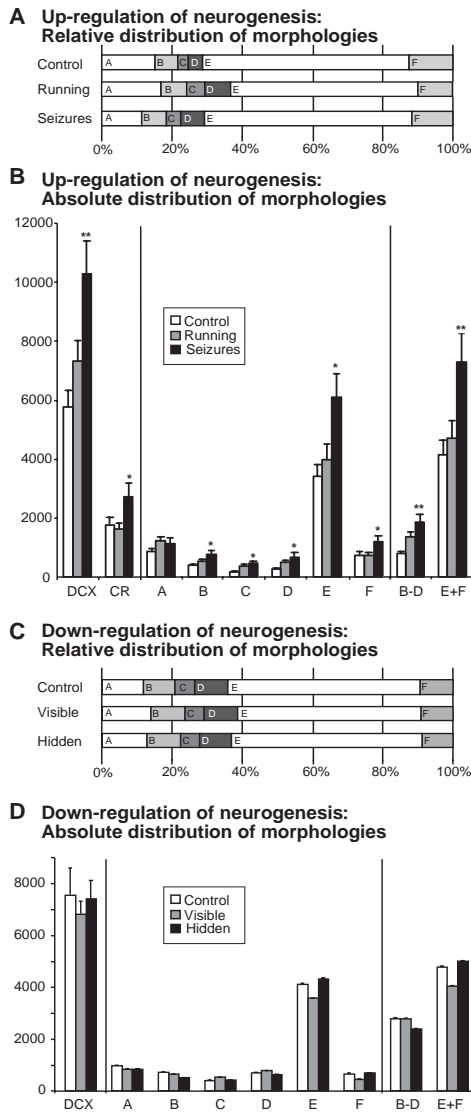 A Up-regulation of neurogenesis:
Relative distribution of morphologies
Control A B C D E F
Running A B C D E F
Seizures A B C D E F
0% 20% 40% 60% 80% 100%
B Up-regulation of neurogenesis:
Absolute distribution of morphologies
12000
10000
8000
6000
4000
2000
0
Control
Running
Seizures
** * * * * * * ** **
DCX CR A B C D E F B-D E+F
C Down-regulation of neurogenesis:
Relative distribution of morphologies
Control A B C D E F
Visible A B C D E F
Hidden A B C D E F
0% 20% 40% 60% 80% 100%
D Down-regulation of neurogenesis:
Absolute distribution of morphologies
8000
6000
4000
2000
0
Control
Visible
Hidden
DCX A B C D E F B-D E+F